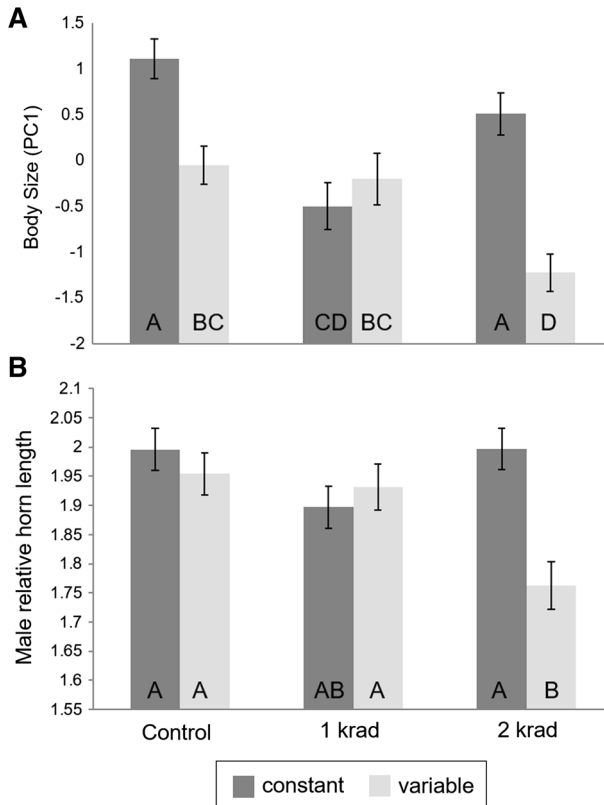 A
Body Size (PC1)
1.5
1
0.5
0
-0.5
-1
-1.5
-2
A BC CD BC A D
B
Male relative horn length
2.1
2.05
2
1.95
1.9
1.85
1.8
1.75
1.7
1.65
1.6
1.55
A A AB A A B
Control 1 krad 2 krad
constant variable